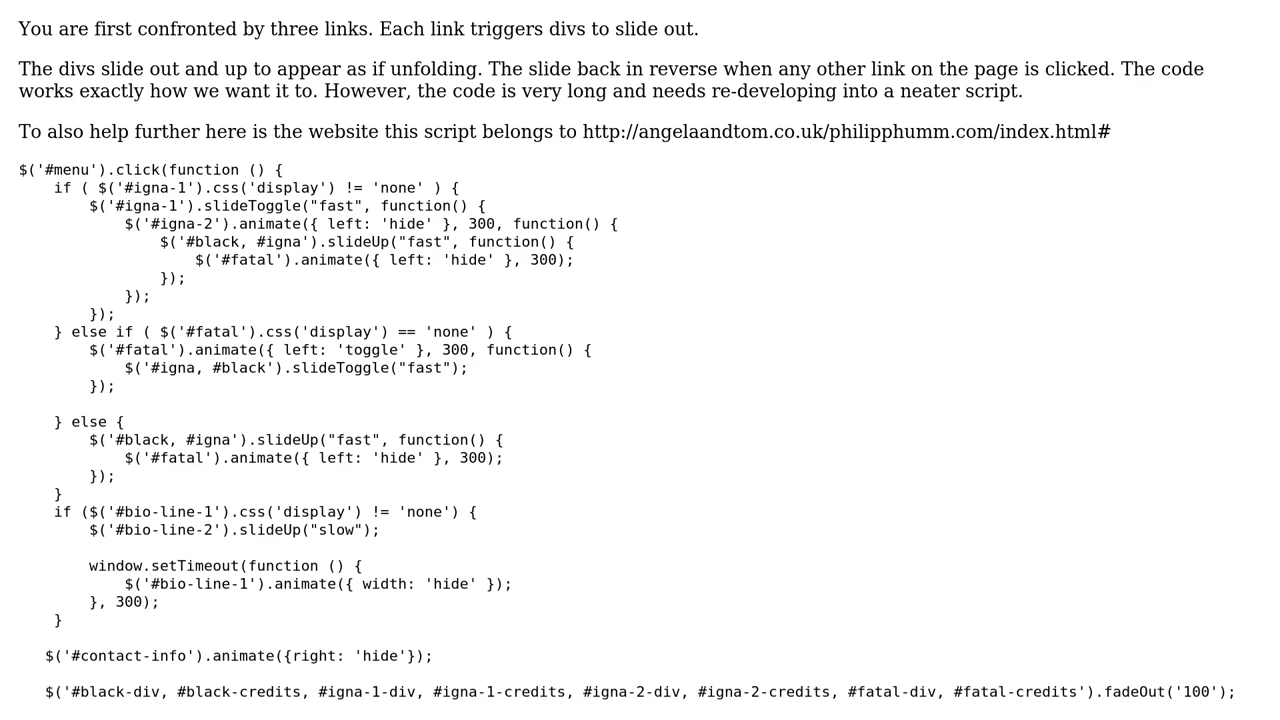 You are first confronted by three links. Each link triggers divs to slide out.
The divs slide out and up to appear as if unfolding. The slide back in reverse when any other link on the page is clicked. The code
works exactly how we want it to. However, the code is very long and needs re-developing into a neater script.
To also help further here is the website this script belongs to http://angelaandtom.co.uk/philipphumm.com/index.html#
$('#menu').click(function () {
    if ( $('#igna-1').css('display') != 'none' ) {
        $('#igna-1').slideToggle("fast", function() {
            $('#igna-2').animate({ left: 'hide' }, 300, function() {
                $('#black, #igna').slideUp("fast", function() {
                    $('#fatal').animate({ left: 'hide' }, 300);
                });
            });
        });
    } else if ( $('#fatal').css('display') == 'none' ) {
        $('#fatal').animate({ left: 'toggle' }, 300, function() {
            $('#igna, #black').slideToggle("fast");
        });
    } else {
        $('#black, #igna').slideUp("fast", function() {
            $('#fatal').animate({ left: 'hide' }, 300);
        });
    }
    if ($('#bio-line-1').css('display') != 'none') {
        $('#bio-line-2').slideUp("slow");
        window.setTimeout(function () {
            $('#bio-line-1').animate({ width: 'hide' });
        }, 300);
    }
   $('#contact-info').animate({right: 'hide'});
   $('#black-div, #black-credits, #igna-1-div, #igna-1-credits, #igna-2-div, #igna-2-credits, #fatal-div, #fatal-credits').fadeOut('100');